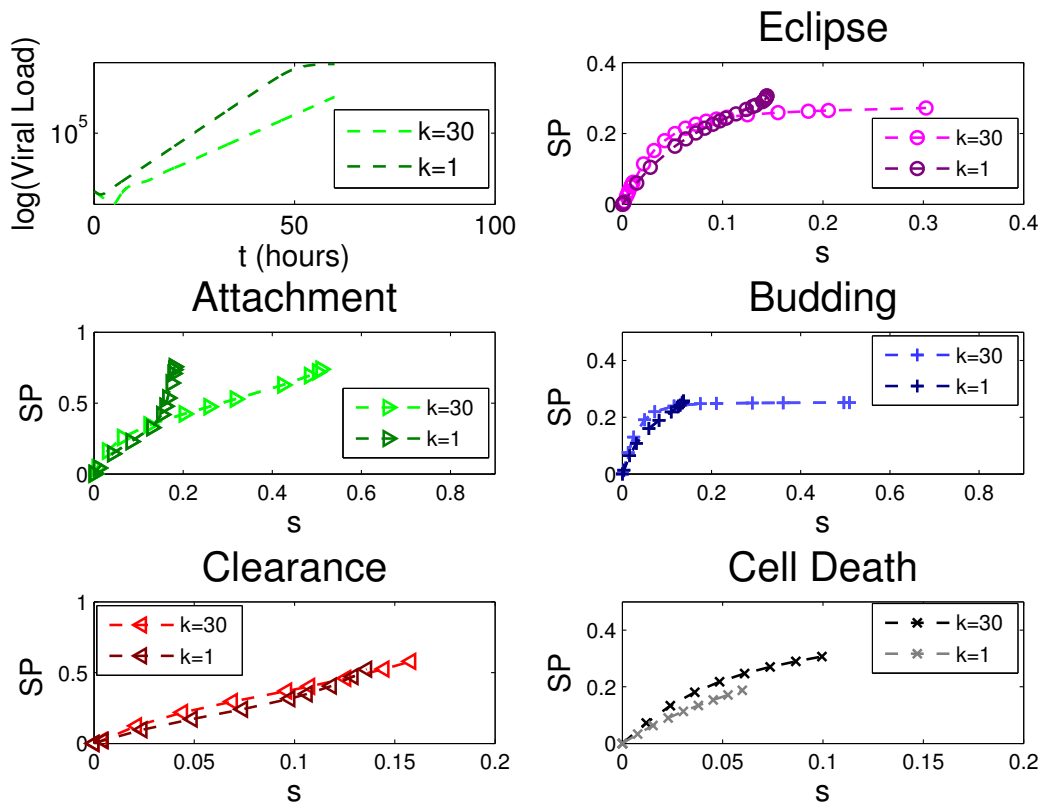 log(Viral Load)
10^5
0
50
100
t (hours)
k=30
k=1
Eclipse
SP
0.4
0.2
0
0
0.1
0.2
0.3
0.4
s
k=30
k=1
Attachment
SP
1
0.5
0
0
0.2
0.4
0.6
0.8
s
k=30
k=1
Budding
SP
0.4
0.2
0
0
0.2
0.4
0.6
0.8
s
k=30
k=1
Clearance
SP
1
0.5
0
0
0.05
0.1
0.15
0.2
s
k=30
k=1
Cell Death
SP
0.4
0.2
0
0
0.05
0.1
0.15
0.2
s
k=30
k=1